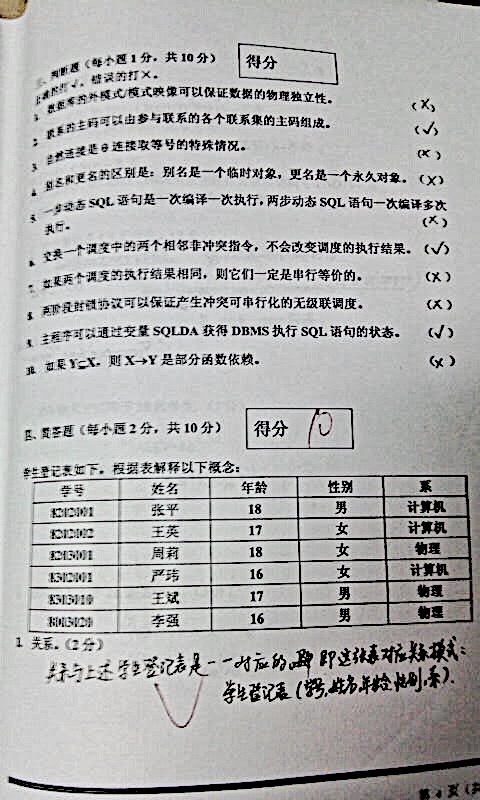 三、判断题（每小题 1 分，共 10 分） 得分
正确的打√，错误的打×。
1. 数据库的外模式/模式映像可以保证数据的物理独立性。 (×)
2. 联系的主码可以由参与联系的各个联系集的主码组成。 (√)
3. 自然连接是 θ 连接取等号的特殊情况。 (×)
4. 别名和更名的区别是：别名是一个临时对象，更名是一个永久对象。 (×)
5. 一步动态 SQL 语句是一次编译一次执行，两步动态 SQL 语句一次编译多次
执行。 (×)
6. 交换一个调度中的两个相邻非冲突指令，不会改变调度的执行结果。 (√)
7. 如果两个调度的执行结果相同，则它们一定是串行等价的。 (×)
8. 两阶段封锁协议可以保证产生冲突可串行化的无级联调度。 (×)
9. 主程序可以通过变量 SQLDA 获得 DBMS 执行 SQL 语句的状态。 (√)
10. 如果 Y⊆X，则 X→Y 是部分函数依赖。 (×)
四、简答题（每小题 2 分，共 10 分） 得分 10
学生登记表如下，根据表解释以下概念：
学号 姓名 年龄 性别 系
8202001 张平 18 男 计算机
8202002 王英 17 女 计算机
8203001 周莉 18 女 物理
8302001 严玮 16 女 计算机
8303010 王斌 17 男 物理
8003020 李强 16 男 物理
1. 关系。（2 分）
关系与上述学生登记表是一一对应的 即这张表对应关系模式：
学生登记表（学号，姓名，年龄，性别，系）．
第 4 页（共